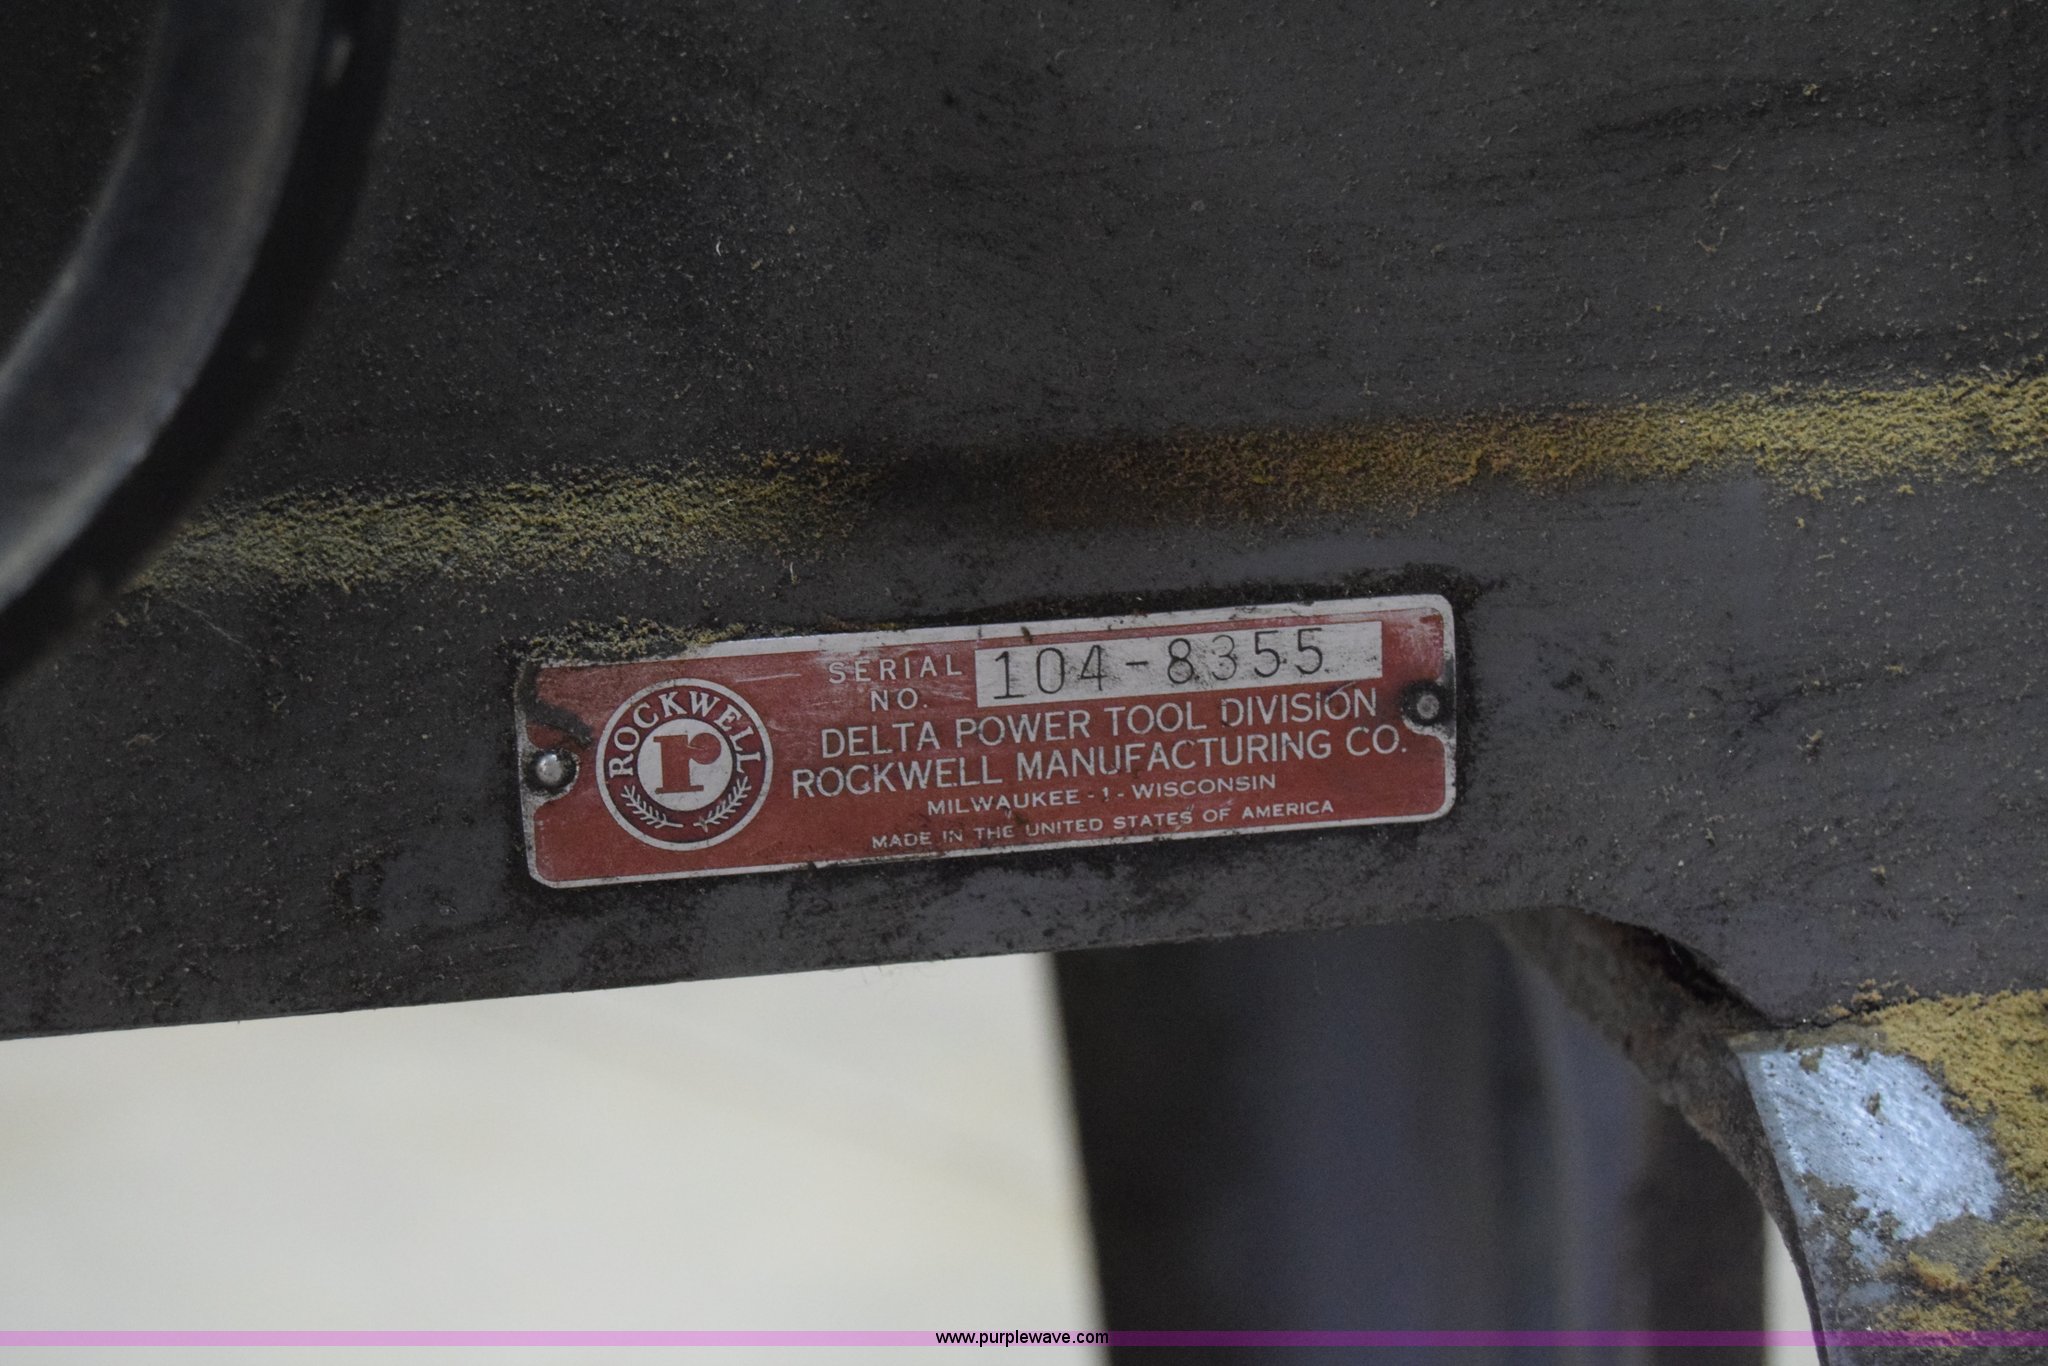 ROCKWELL
r
SERIAL NO. 104-8355
DELTA POWER TOOL DIVISION
ROCKWELL MANUFACTURING CO.
MILWAUKEE - 1 - WISCONSIN
MADE IN THE UNITED STATES OF AMERICA
www.purplewave.com